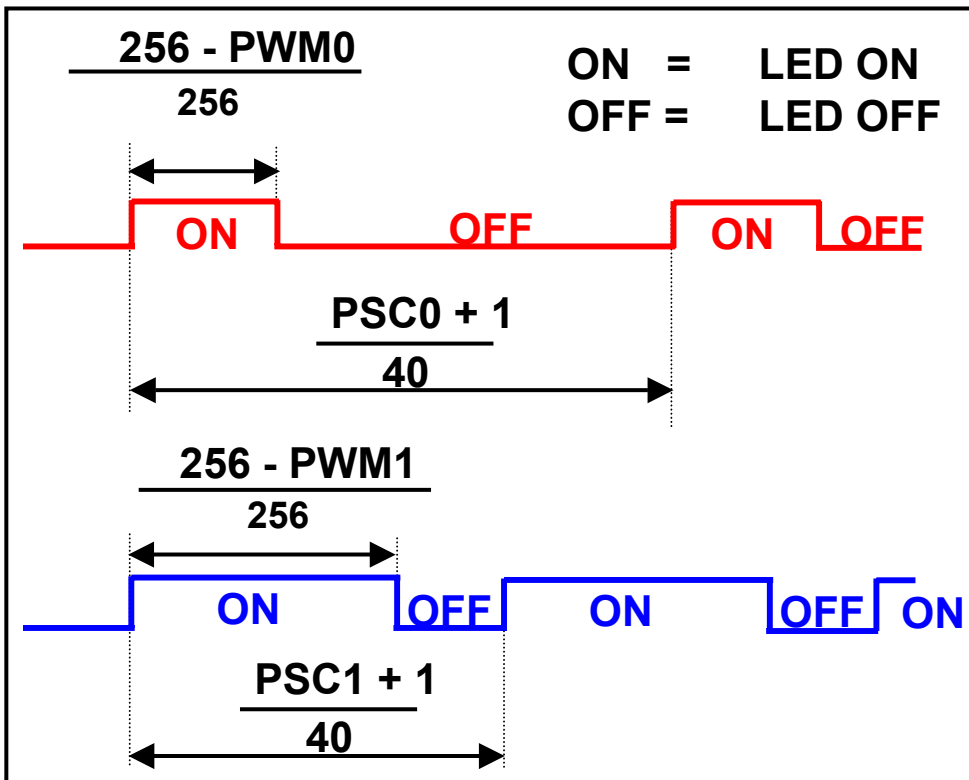 256 - PWM0
256
ON = LED ON
OFF = LED OFF
ON OFF ON OFF
PSC0 + 1
40
256 - PWM1
256
ON OFF ON OFF ON
PSC1 + 1
40